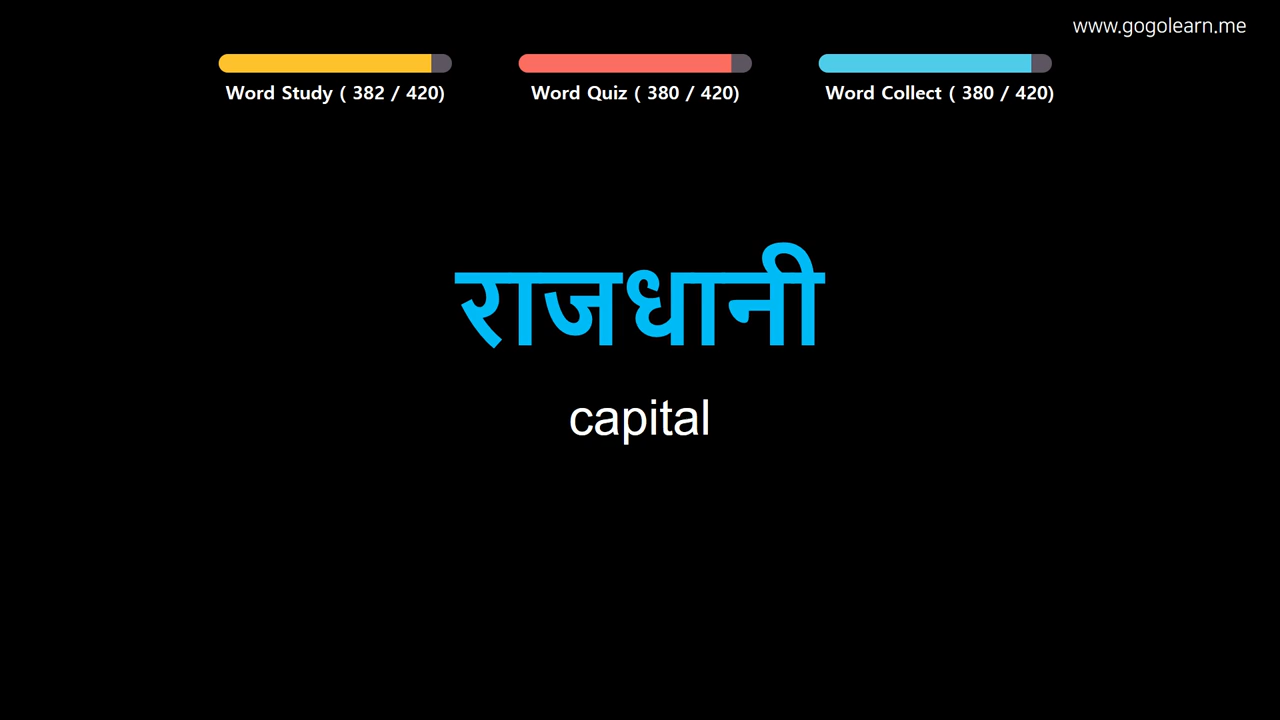 www.gogolearn.me
Word Study ( 382 / 420)
Word Quiz ( 380 / 420)
Word Collect ( 380 / 420)
राजधानी
capital